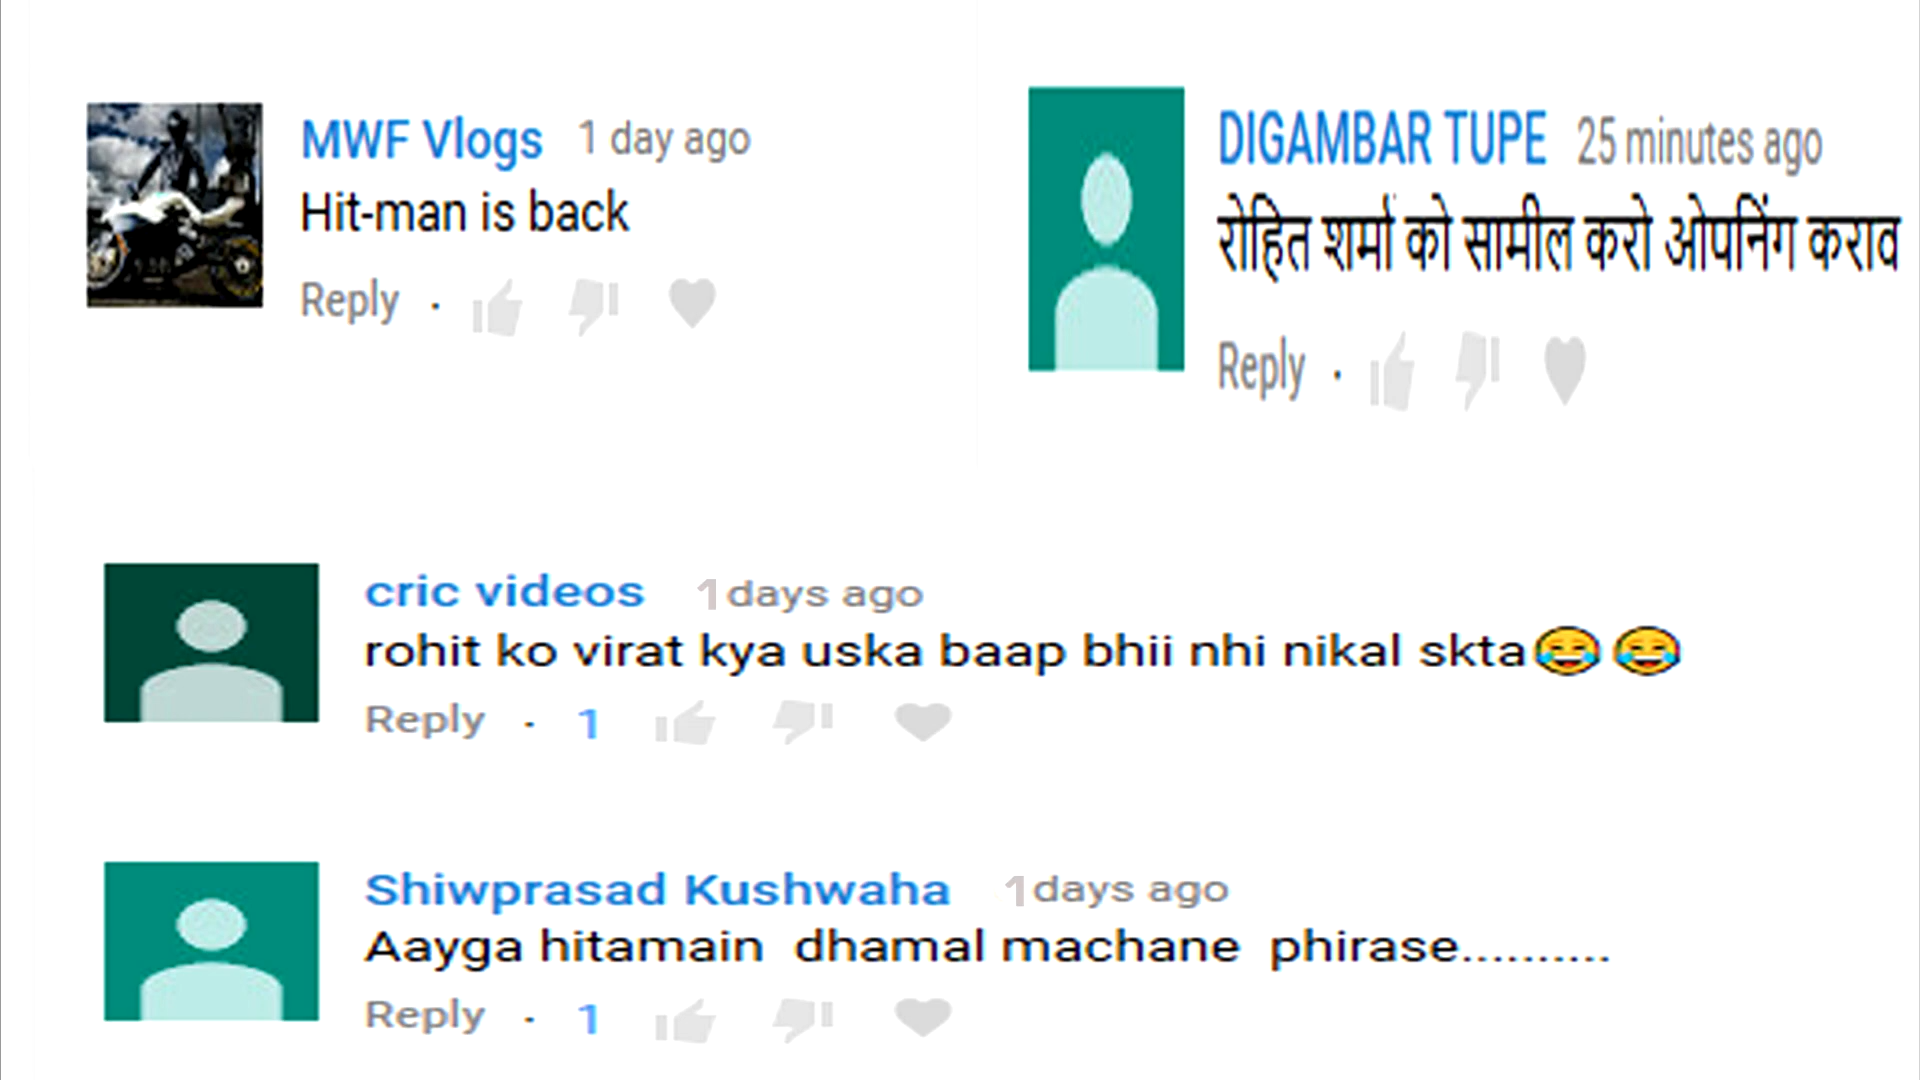 MWF Vlogs 1 day ago
Hit-man is back
Reply
DIGAMBAR TUPE 25 minutes ago
रोहित शर्मा को सामील करो ओपनिंग कराव
Reply
cric videos 1 days ago
rohit ko virat kya uska baap bhii nhi nikal skta😂😂
Reply · 1
Shiwprasad Kushwaha 1 days ago
Aayga hitamain dhamal machane phirase..........
Reply · 1